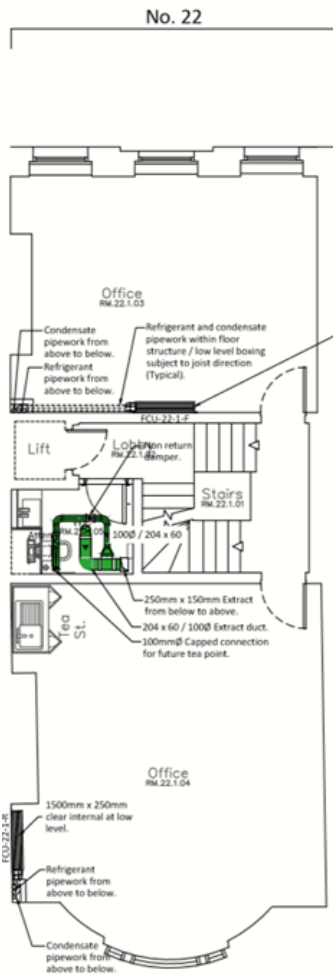 No. 22
Office
RM.22.1.03
Condensate
pipework from
above to below.
Refrigerant
pipework from
above to below.
Refrigerant and condensate
pipework within floor
structure / low level boxing
subject to joist direction
(Typical).
FCU-22-1-F
Lift
Lobby
RM.22.1.02
Non return
damper.
Stairs
RM.22.1.01
RM.22.1.05
100Ø / 204 x 60
250mm x 150mm Extract
from below to above.
204 x 60 / 100Ø Extract duct.
100mmØ Capped connection
for future tea point.
Tea
St.
Office
RM.22.1.04
1500mm x 250mm
clear internal at low
level.
FCU-22-1-R
Refrigerant
pipework from
above to below.
Condensate
pipework from
above to below.